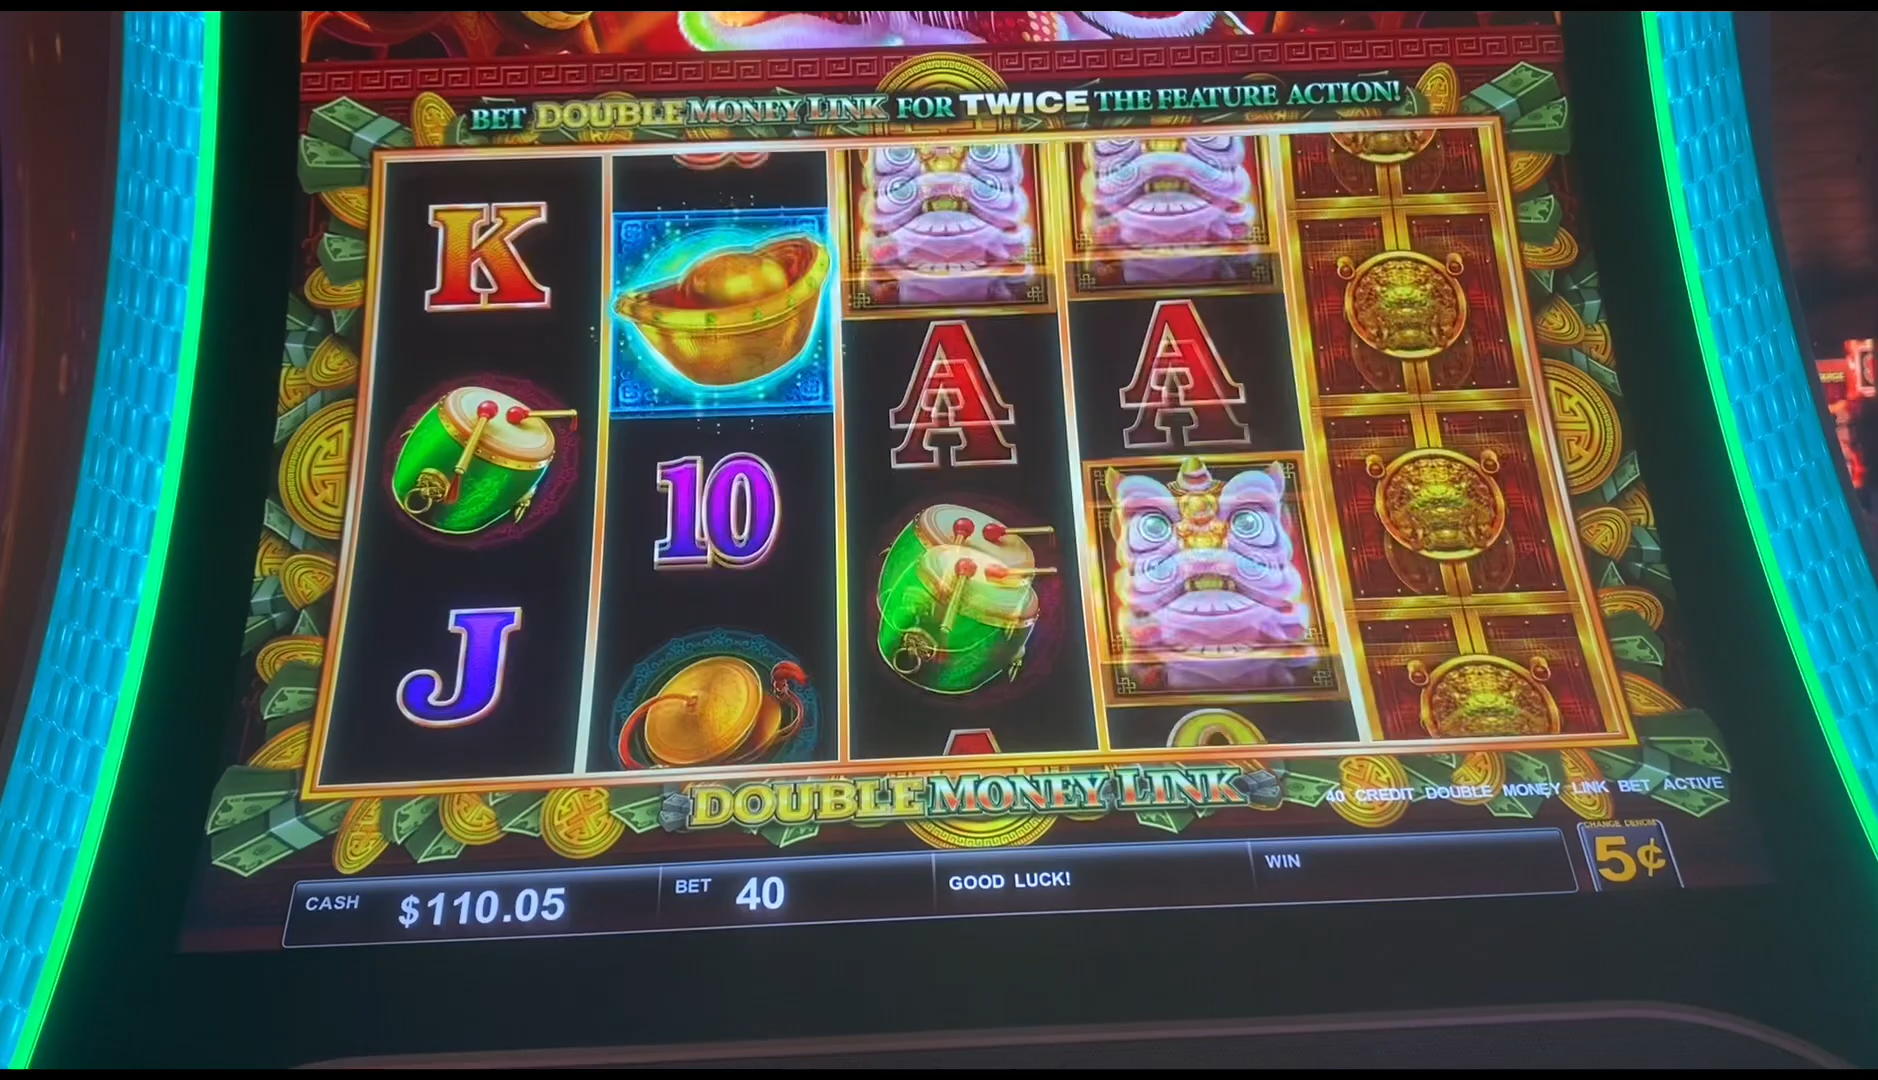 BET DOUBLE MONEY LINK FOR TWICE THE FEATURE ACTION!
K
10
J
A
A
DOUBLE MONEY LINK
40 CREDIT DOUBLE MONEY LINK BET ACTIVE
CHANGE DENOM
5¢
CASH $110.05
BET 40
GOOD LUCK!
WIN